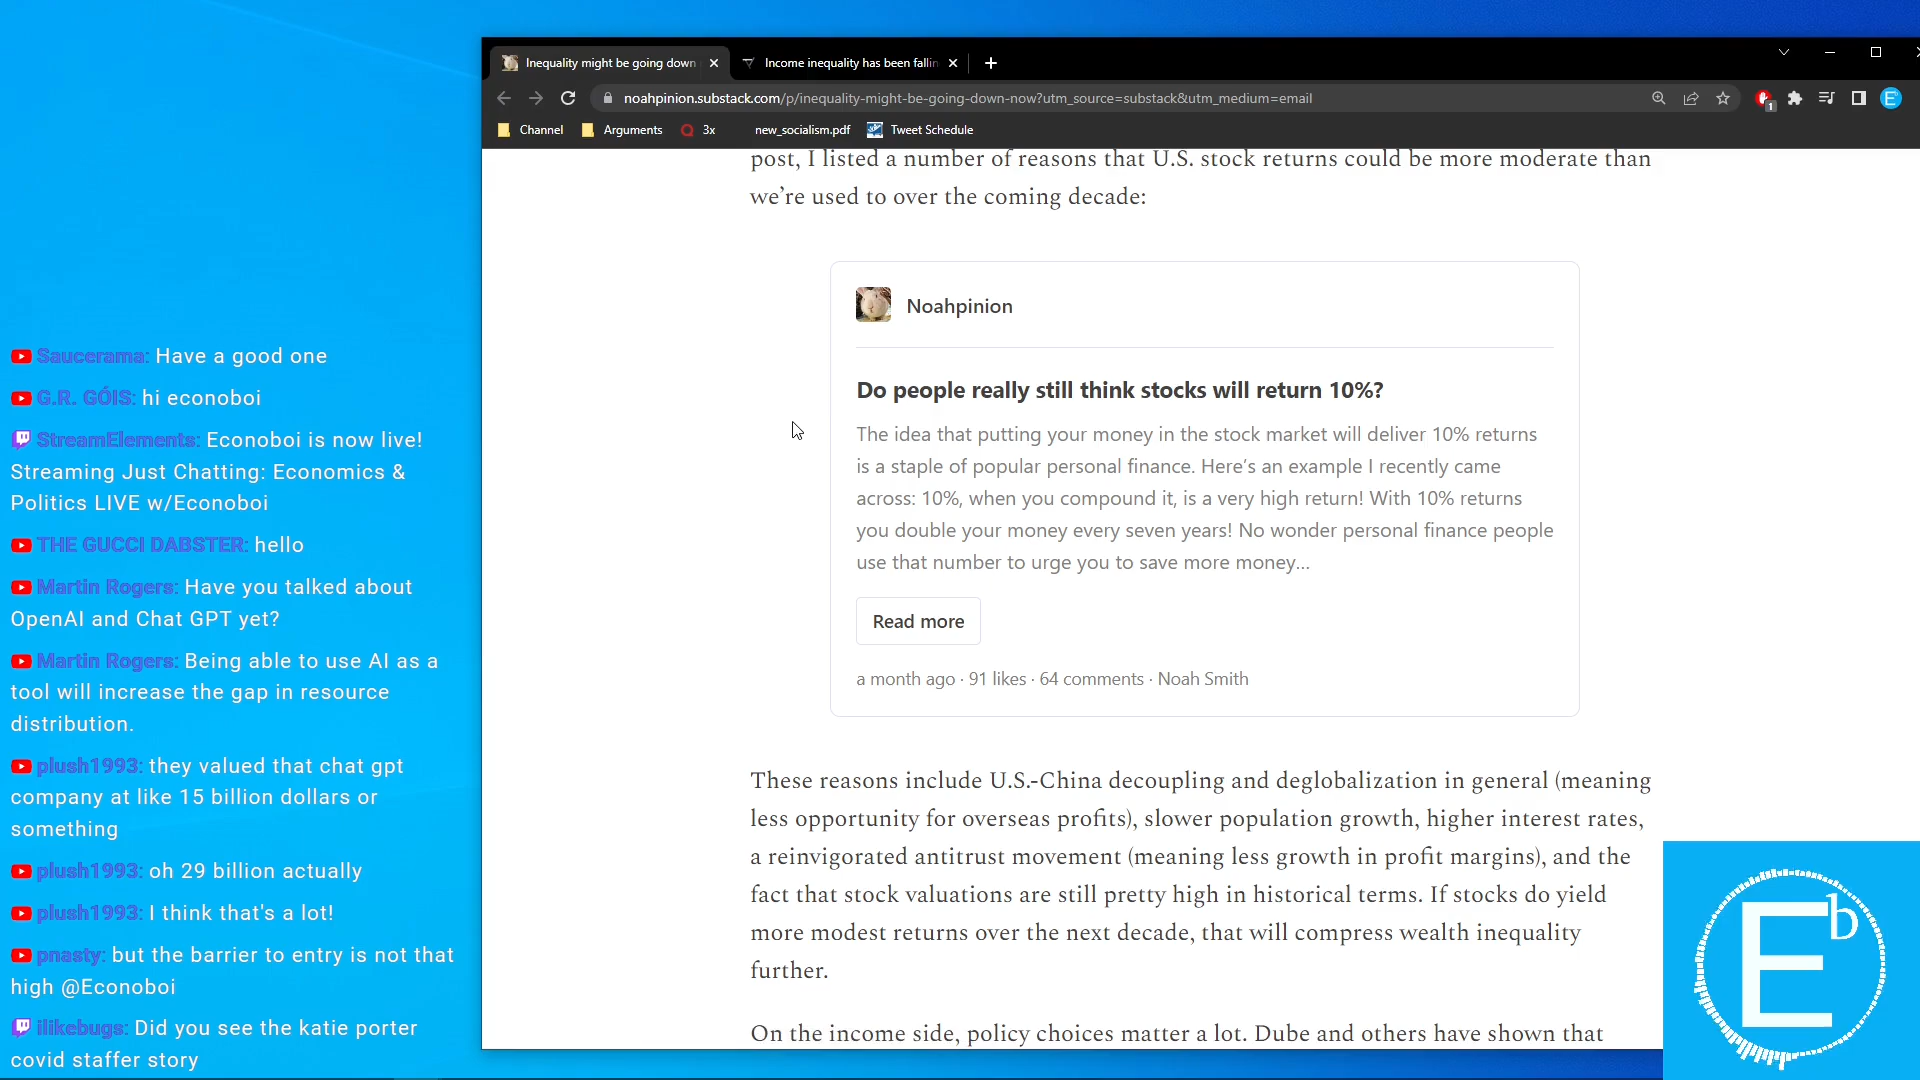 Inequality might be going down
Income inequality has been fallin
noahpinion.substack.com/p/inequality-might-be-going-down-now?utm_source=substack&utm_medium=email
1
E
Channel
Arguments
3x
new_socialism.pdf
Tweet Schedule
post, I listed a number of reasons that U.S. stock returns could be more moderate than
we’re used to over the coming decade:
Noahpinion
Do people really still think stocks will return 10%?
The idea that putting your money in the stock market will deliver 10% returns
is a staple of popular personal finance. Here’s an example I recently came
across: 10%, when you compound it, is a very high return! With 10% returns
you double your money every seven years! No wonder personal finance people
use that number to urge you to save more money...
Read more
a month ago · 91 likes · 64 comments · Noah Smith
These reasons include U.S.-China decoupling and deglobalization in general (meaning
less opportunity for overseas profits), slower population growth, higher interest rates,
a reinvigorated antitrust movement (meaning less growth in profit margins), and the
fact that stock valuations are still pretty high in historical terms. If stocks do yield
more modest returns over the next decade, that will compress wealth inequality
further.
On the income side, policy choices matter a lot. Dube and others have shown that
Saucerama: Have a good one
G.R. GÓIS: hi econoboi
StreamElements: Econoboi is now live!
Streaming Just Chatting: Economics &
Politics LIVE w/Econoboi
THE GUCCI DABSTER: hello
Martin Rogers: Have you talked about
OpenAI and Chat GPT yet?
Martin Rogers: Being able to use AI as a
tool will increase the gap in resource
distribution.
plush1993: they valued that chat gpt
company at like 15 billion dollars or
something
plush1993: oh 29 billion actually
plush1993: I think that's a lot!
pnasty: but the barrier to entry is not that
high @Econoboi
ilikebugs: Did you see the katie porter
covid staffer story
Eb